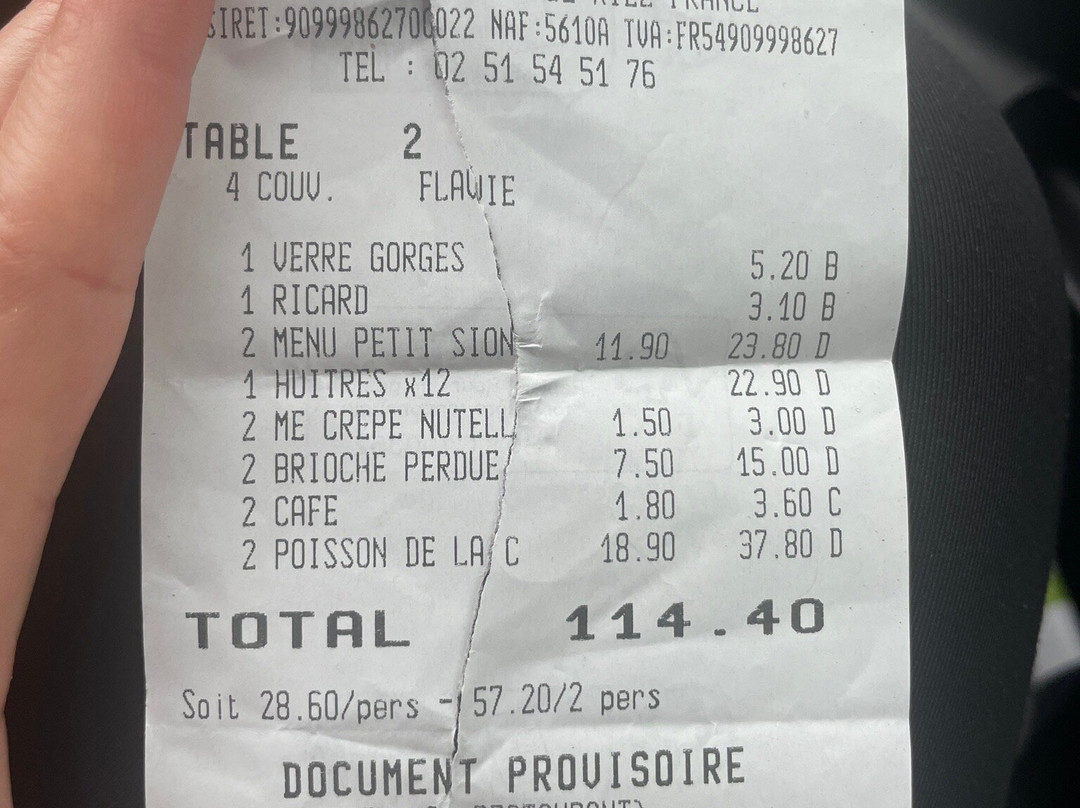 SIRET:90999862700022 NAF:5610A TVA:FR54909998627
TEL : 02 51 54 51 76
TABLE 2
4 COUV. FLAWIE
1 VERRE GORGES 5.20 B
1 RICARD 3.10 B
2 MENU PETIT SION 11.90 23.80 D
1 HUITRES x12 22.90 D
2 ME CREPE NUTELL 1.50 3.00 D
2 BRIOCHE PERDUE 7.50 15.00 D
2 CAFE 1.80 3.60 C
2 POISSON DE LA C 18.90 37.80 D
TOTAL 114.40
Soit 28.60/pers - 57.20/2 pers
DOCUMENT PROVISOIRE